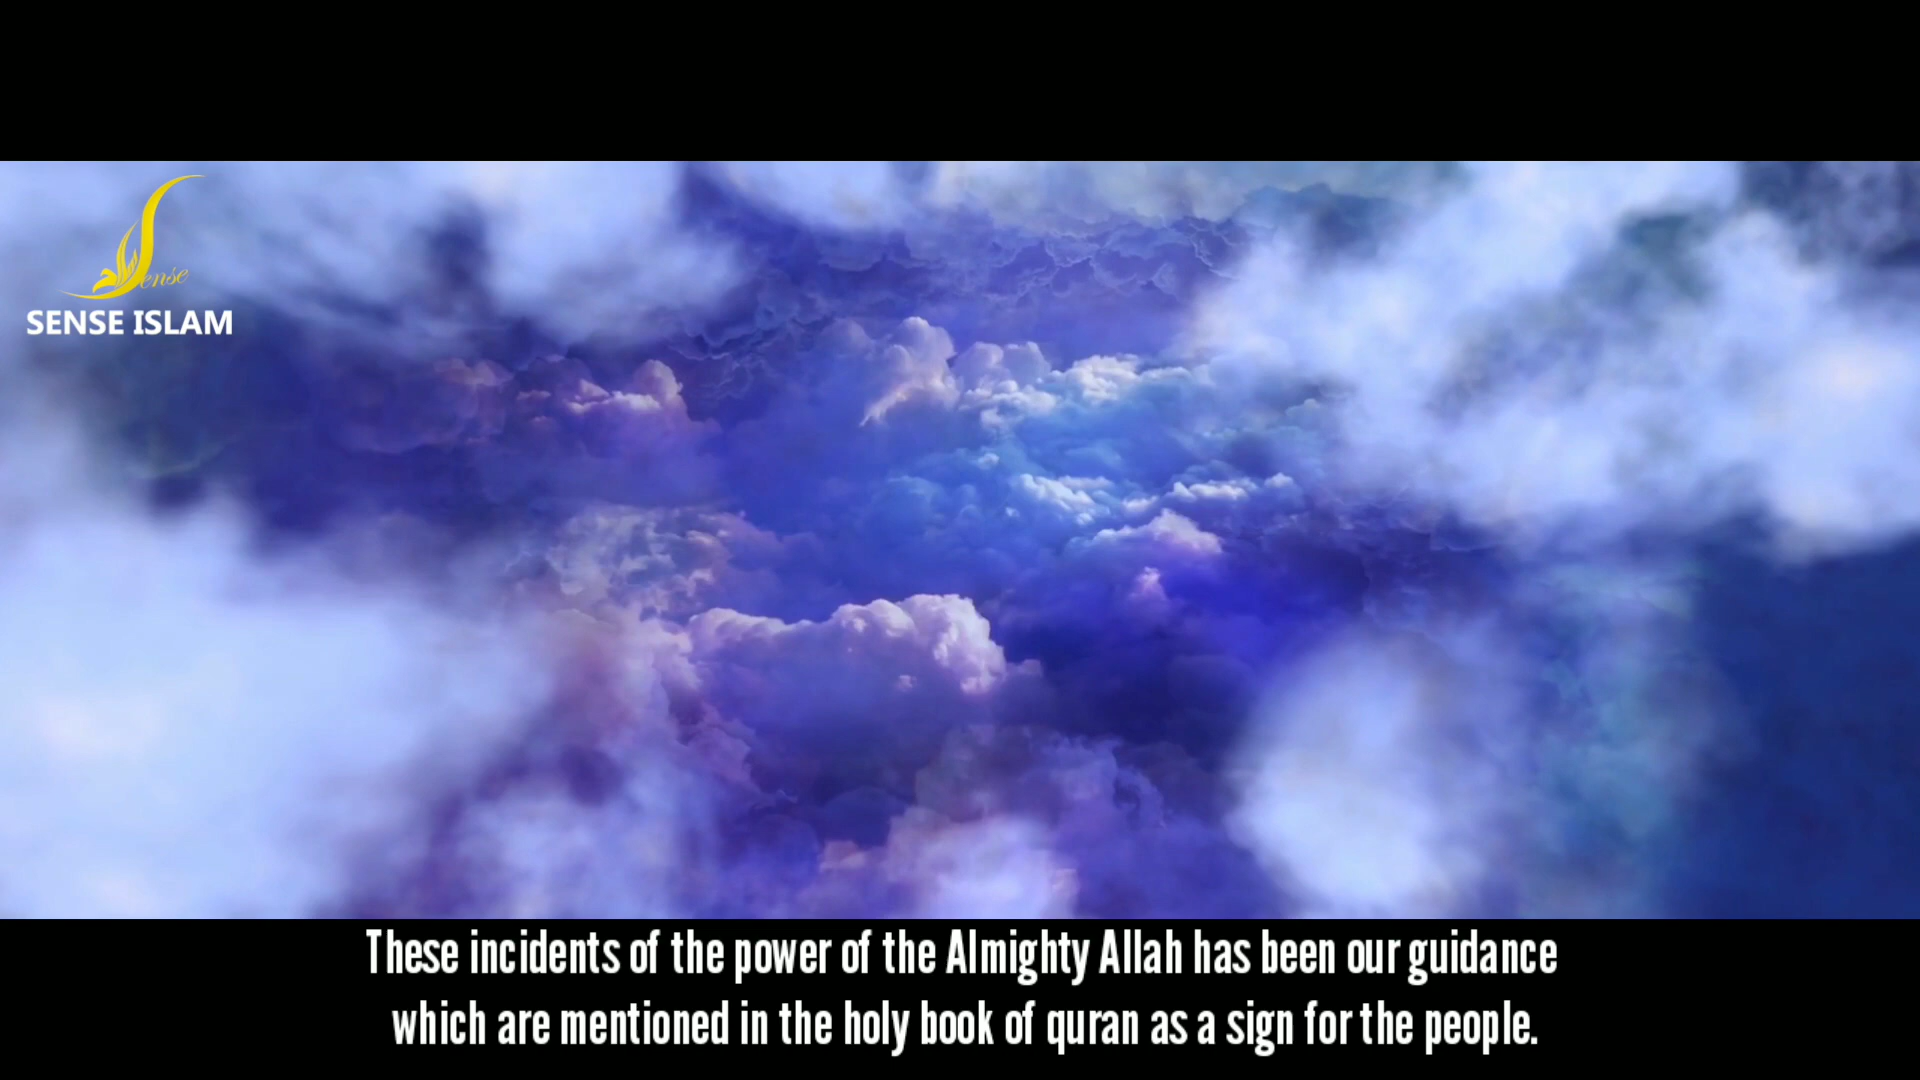 ense
SENSE ISLAM
These incidents of the power of the Almighty Allah has been our guidance
which are mentioned in the holy book of quran as a sign for the people.